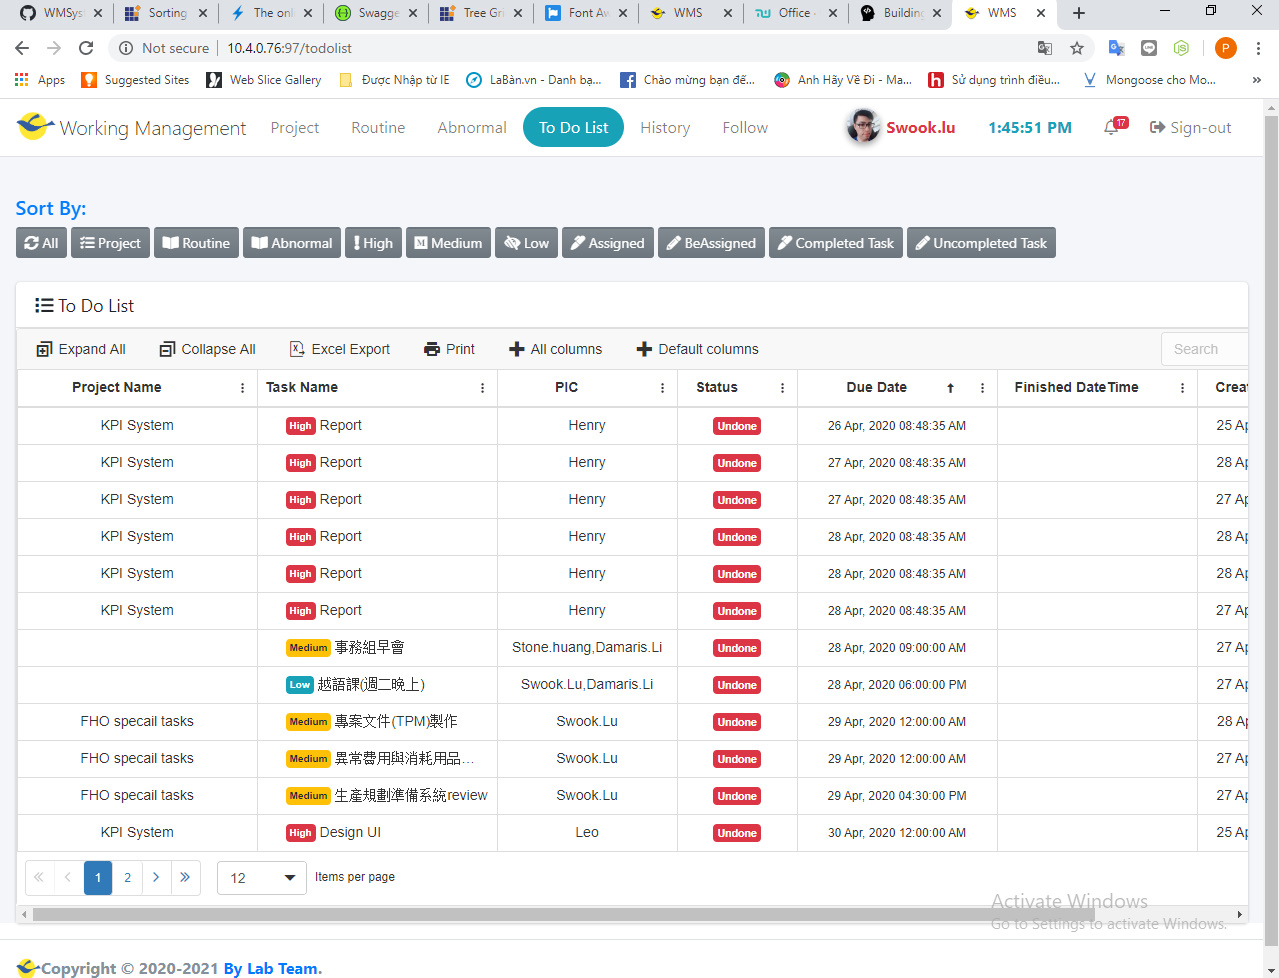 WMSys
Sorting
The onl
Swagge
Tree Gri
Font Aw
WMS
Office -
Building
WMS
Not secure
10.4.0.76:97/todolist
P
Apps
Suggested Sites
Web Slice Gallery
Được Nhập từ IE
LaBàn.vn - Danh bạ...
Chào mừng bạn đế...
Anh Hãy Về Đi - Ma...
Sử dụng trình điều...
Mongoose cho Mo...
»
Working Management
Project
Routine
Abnormal
To Do List
History
Follow
Swook.lu
1:45:51 PM
17
Sign-out
Sort By:
All
Project
Routine
Abnormal
High
Medium
Low
Assigned
BeAssigned
Completed Task
Uncompleted Task
To Do List
Expand All
Collapse All
Excel Export
Print
All columns
Default columns
Search
Project Name Task Name PIC Status Due Date Finished DateTime Creat
KPI System High Report Henry Undone 26 Apr, 2020 08:48:35 AM 25 Ap
KPI System High Report Henry Undone 27 Apr, 2020 08:48:35 AM 28 Ap
KPI System High Report Henry Undone 27 Apr, 2020 08:48:35 AM 27 Ap
KPI System High Report Henry Undone 28 Apr, 2020 08:48:35 AM 28 Ap
KPI System High Report Henry Undone 28 Apr, 2020 08:48:35 AM 28 Ap
KPI System High Report Henry Undone 28 Apr, 2020 08:48:35 AM 27 Ap
Medium 事務組早會 Stone.huang,Damaris.Li Undone 28 Apr, 2020 09:00:00 AM 27 Ap
Low 越語課(週二晚上) Swook.Lu,Damaris.Li Undone 28 Apr, 2020 06:00:00 PM 27 Ap
FHO specail tasks Medium 專案文件(TPM)製作 Swook.Lu Undone 29 Apr, 2020 12:00:00 AM 28 Ap
FHO specail tasks Medium 異常費用與消耗用品... Swook.Lu Undone 29 Apr, 2020 12:00:00 AM 27 Ap
FHO specail tasks Medium 生產規劃準備系統review Swook.Lu Undone 29 Apr, 2020 04:30:00 PM 27 Ap
KPI System High Design UI Leo Undone 30 Apr, 2020 12:00:00 AM 25 Ap
1 2
12
Items per page
Activate Windows
Go to Settings to activate Windows.
Copyright © 2020-2021 By Lab Team.